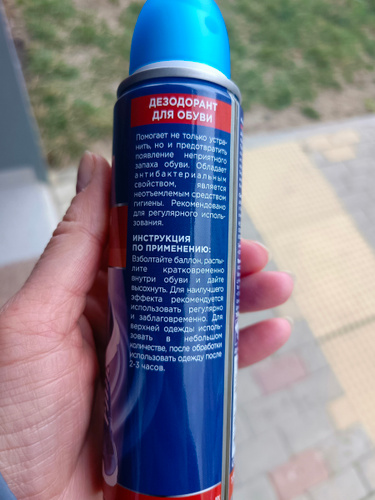 ДЕЗОДОРАНТ
ДЛЯ ОБУВИ
Помогает не только устра-
нить, но и предотвратить
появление неприятного
запаха обуви. Обладает
антибактериальным
свойством, является
неотъемлемым средством
гигиены. Рекомендовано
для регулярного исполь-
зования.
ИНСТРУКЦИЯ
ПО ПРИМЕНЕНИЮ:
Взболтайте баллон, распы-
лите кратковременно
внутри обуви и дайте
высохнуть. Для наилучшего
эффекта рекомендуется
использовать регулярно
и заблаговременно. Для
верхней одежды исполь-
зовать в небольшом
количестве, после обработки
использовать одежду после
2-3 часов.